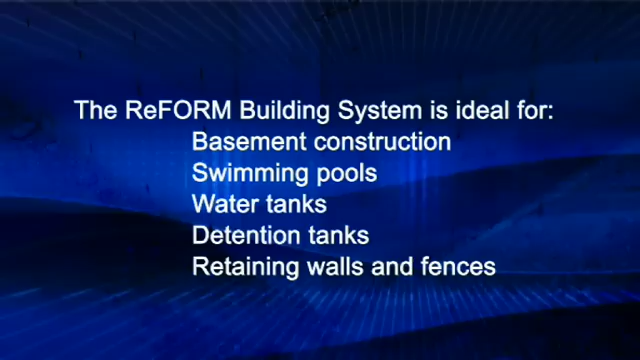 The ReFORM Building System is ideal for:
Basement construction
Swimming pools
Water tanks
Detention tanks
Retaining walls and fences